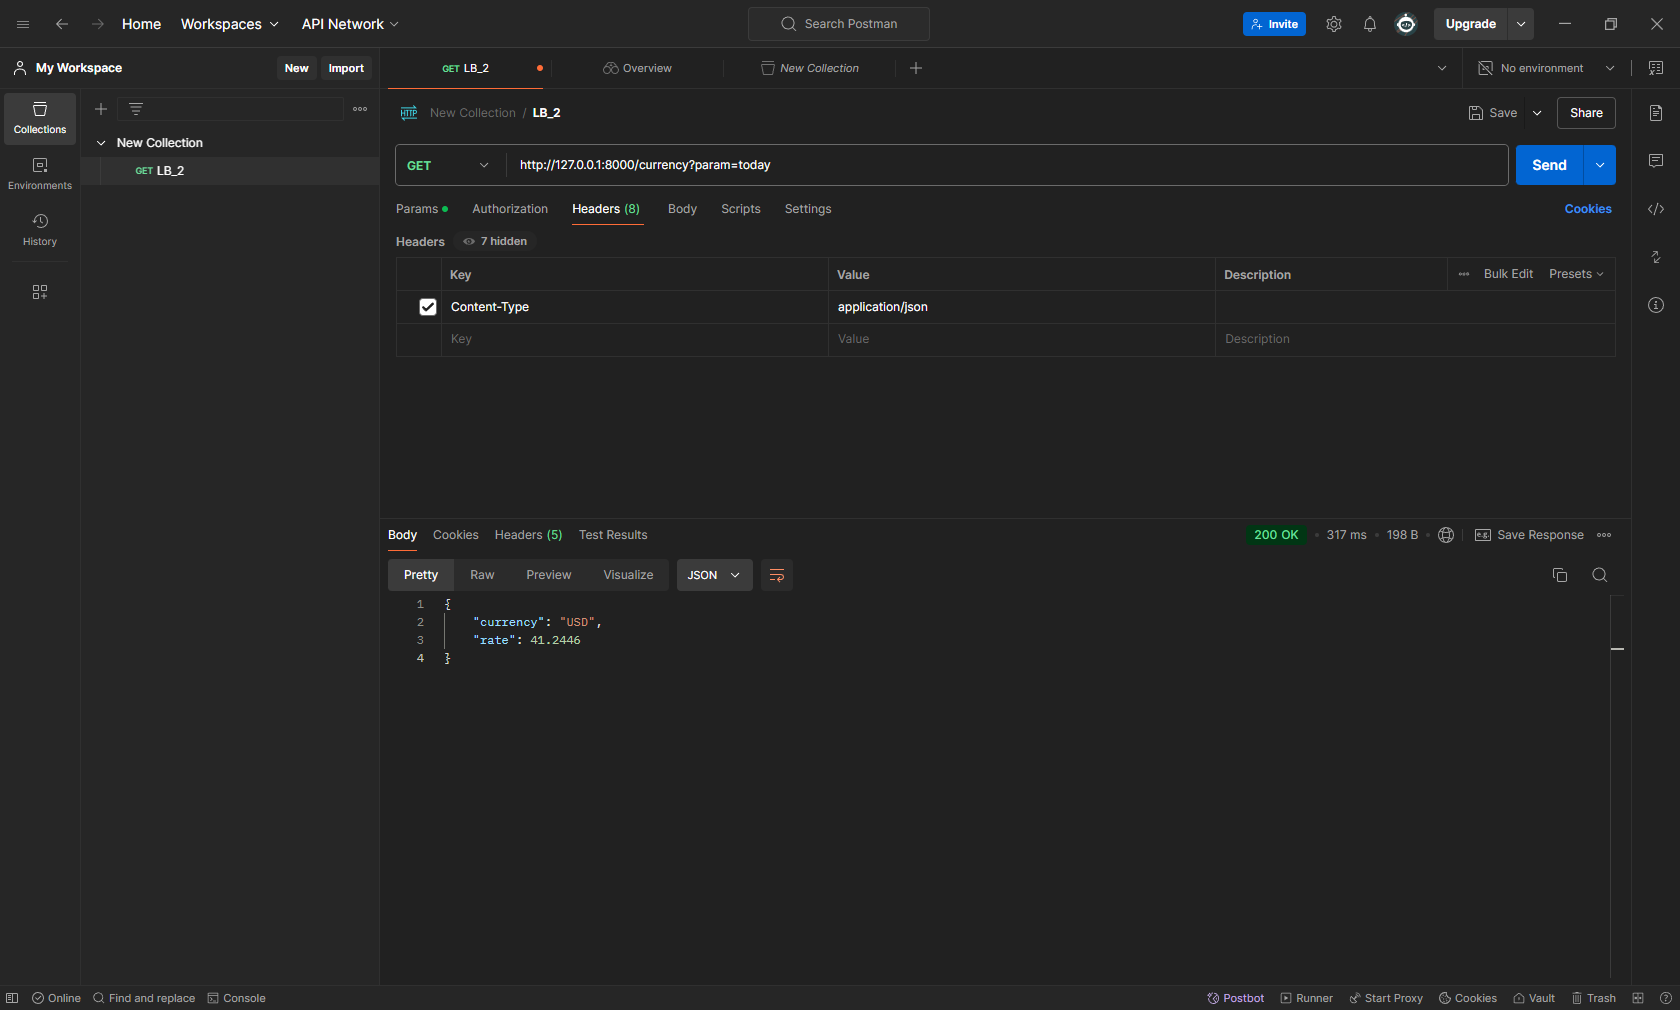 Home Workspaces API Network Search Postman Invite Upgrade
My Workspace New Import GET LB_2 Overview New Collection No environment
Collections
Environments
History
New Collection
GET LB_2
HTTP New Collection / LB_2 Save Share
GET http://127.0.0.1:8000/currency?param=today Send
Params Authorization Headers (8) Body Scripts Settings Cookies
Headers 7 hidden
Key Value Description Bulk Edit Presets
Content-Type application/json
Key Value Description
Body Cookies Headers (5) Test Results 200 OK • 317 ms • 198 B • e.g. Save Response
Pretty Raw Preview Visualize JSON
1 {
2 "currency": "USD",
3 "rate": 41.2446
4 }
Online Find and replace Console Postbot Runner Start Proxy Cookies Vault Trash